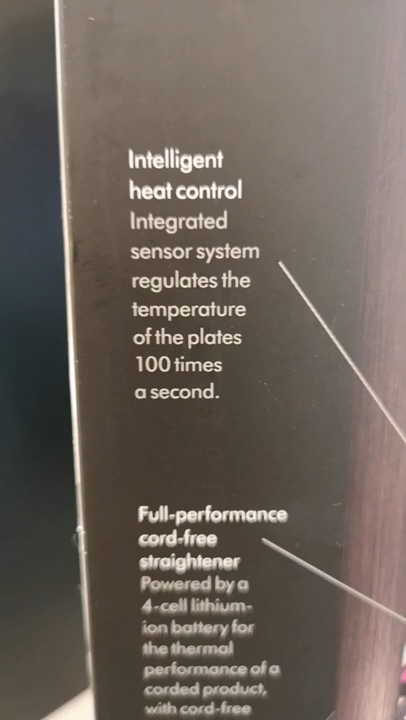 Intelligent
heat control
Integrated
sensor system
regulates the
temperature
of the plates
100 times
a second.
Full-performance
cord-free
straightener
Powered by a
4-cell lithium-
ion battery for
the thermal
performance of a
corded product,
with cord-free